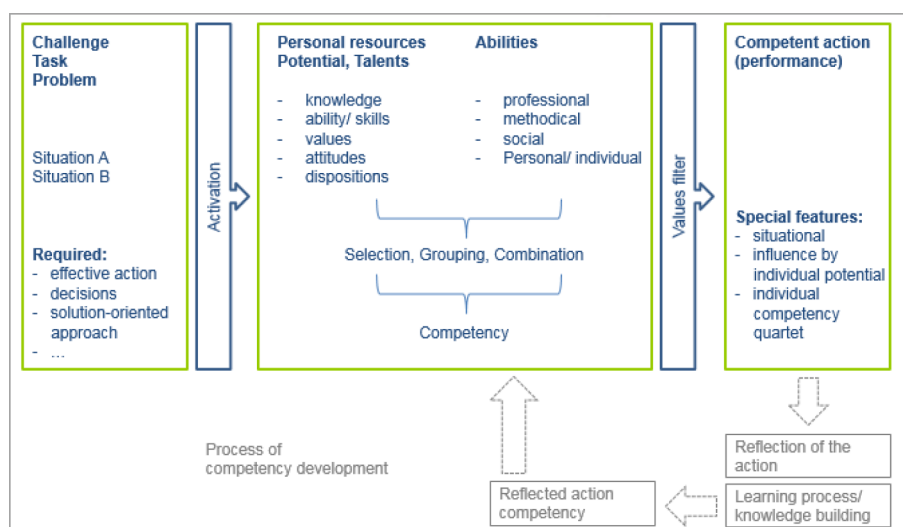 Challenge
Task
Problem
Situation A
Situation B
Required:
- effective action
- decisions
- solution-oriented
approach
- ...
Activation
Personal resources
Potential, Talents
- knowledge
- ability/ skills
- values
- attitudes
- dispositions
Abilities
- professional
- methodical
- social
- Personal/ individual
Selection, Grouping, Combination
Competency
Values filter
Competent action
(performance)
Special features:
- situational
- influence by
individual potential
- individual
competency
quartet
Reflection of the
action
Learning process/
knowledge building
Reflected action
competency
Process of
competency development